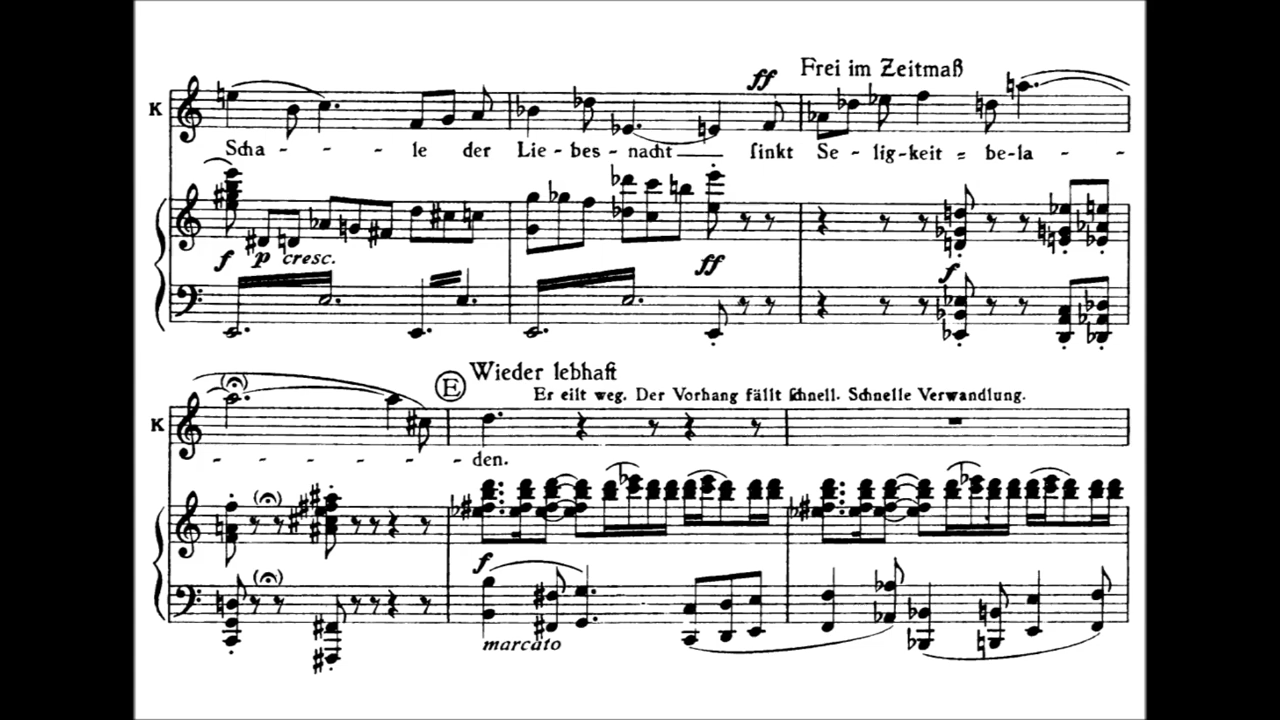 Frei im Zeitmaß
ff
K
Scha - - - le der Lie - bes - nacht sinkt Se - lig - keit = be - la - - -
f p cresc. ff f
Wieder lebhaft
E
Er eilt weg. Der Vorhang fällt schnell. Schnelle Verwandlung.
K
- - - - - den.
f
marcato